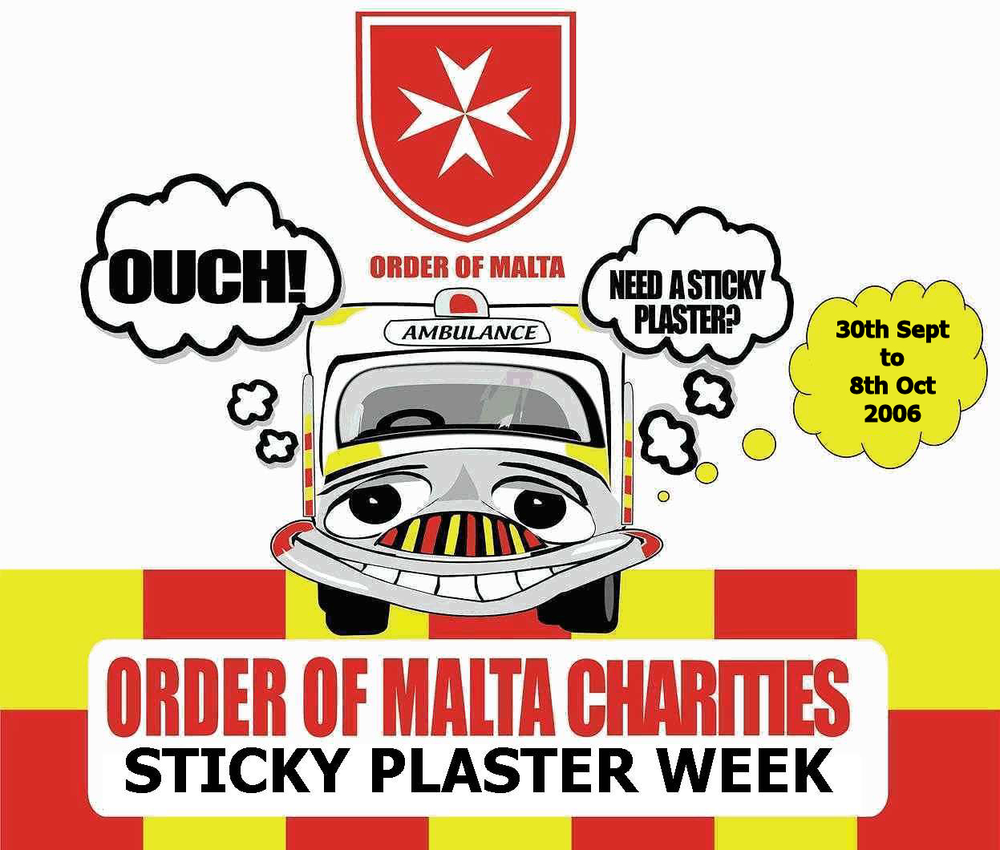 ORDER OF MALTA
OUCH!
NEED A STICKY
PLASTER?
30th Sept
to
8th Oct
2006
AMBULANCE
ORDER OF MALTA CHARITIES
STICKY PLASTER WEEK